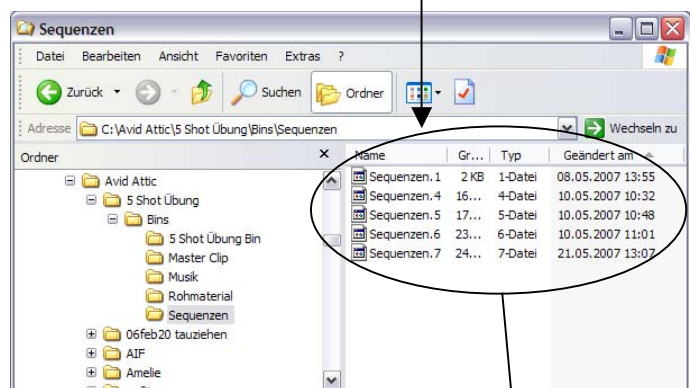 Sequenzen
Datei Bearbeiten Ansicht Favoriten Extras ?
Zurück Suchen Ordner
Adresse C:\Avid Attic\5 Shot Übung\Bins\Sequenzen Wechseln zu
Ordner
Avid Attic
5 Shot Übung
Bins
5 Shot Übung Bin
Master Clip
Musik
Rohmaterial
Sequenzen
06feb20 tauziehen
AIF
Amelie
Name Gr... Typ Geändert am
Sequenzen.1 2 KB 1-Datei 08.05.2007 13:55
Sequenzen.4 16... 4-Datei 10.05.2007 10:32
Sequenzen.5 17... 5-Datei 10.05.2007 10:48
Sequenzen.6 23... 6-Datei 10.05.2007 11:01
Sequenzen.7 24... 7-Datei 21.05.2007 13:07